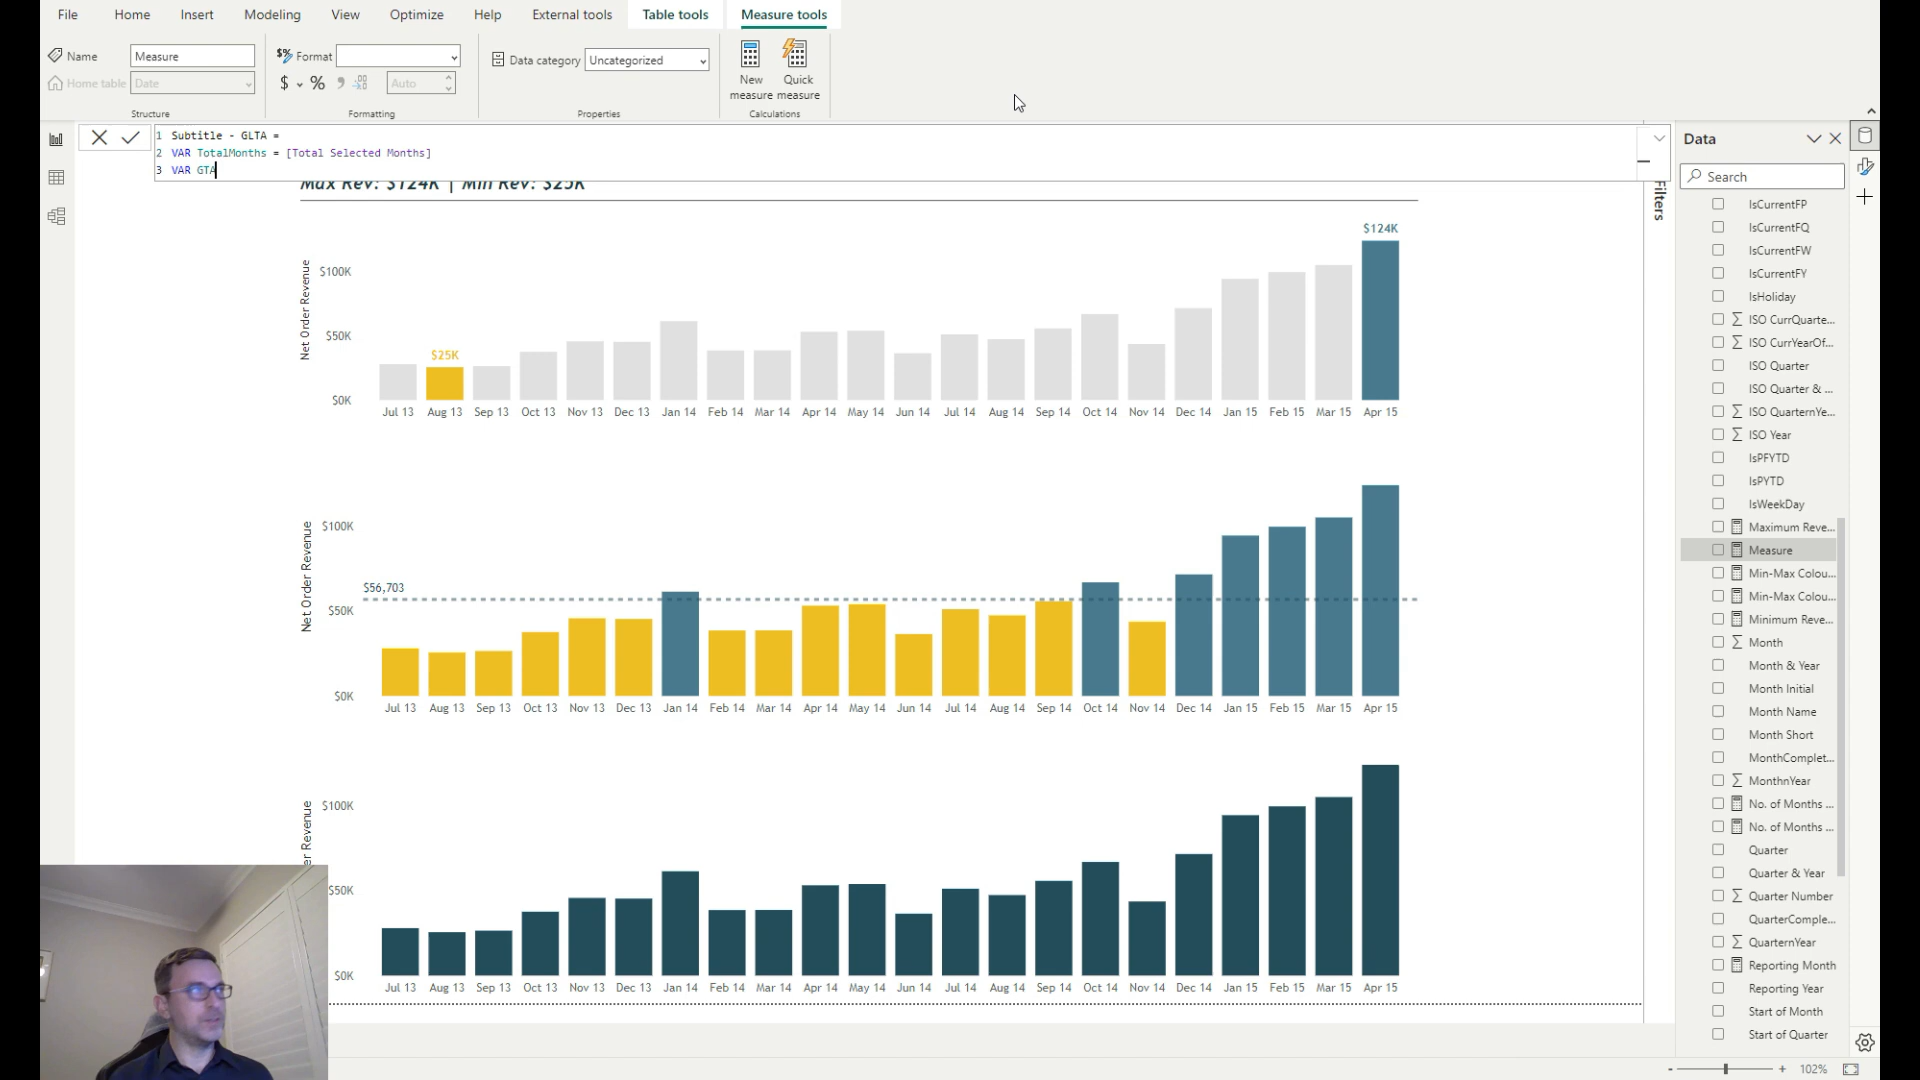 File Home Insert Modeling View Optimize Help External tools Table tools Measure tools
Name Measure
Home table Date
Structure
$% Format
$ % Auto
Formatting
Data category Uncategorized
Properties
New measure
Quick measure
Calculations
1 Subtitle - GLTA =
2 VAR TotalMonths = [Total Selected Months]
3 VAR GTA
Max Rev: $124K | Min Rev: $25K
Net Order Revenue
$100K
$50K
$0K
$25K
$124K
Jul 13 Aug 13 Sep 13 Oct 13 Nov 13 Dec 13 Jan 14 Feb 14 Mar 14 Apr 14 May 14 Jun 14 Jul 14 Aug 14 Sep 14 Oct 14 Nov 14 Dec 14 Jan 15 Feb 15 Mar 15 Apr 15
Net Order Revenue
$100K
$56,703
$50K
$0K
Jul 13 Aug 13 Sep 13 Oct 13 Nov 13 Dec 13 Jan 14 Feb 14 Mar 14 Apr 14 May 14 Jun 14 Jul 14 Aug 14 Sep 14 Oct 14 Nov 14 Dec 14 Jan 15 Feb 15 Mar 15 Apr 15
er Revenue
$100K
$50K
$0K
Jul 13 Aug 13 Sep 13 Oct 13 Nov 13 Dec 13 Jan 14 Feb 14 Mar 14 Apr 14 May 14 Jun 14 Jul 14 Aug 14 Sep 14 Oct 14 Nov 14 Dec 14 Jan 15 Feb 15 Mar 15 Apr 15
Filters
Data
Search
IsCurrentFP
IsCurrentFQ
IsCurrentFW
IsCurrentFY
IsHoliday
∑ ISO CurrQuarte...
∑ ISO CurrYearOf...
ISO Quarter
ISO Quarter & ...
∑ ISO QuarternYe...
∑ ISO Year
IsPFYTD
IsPYTD
IsWeekDay
Maximum Reve...
Measure
Min-Max Colou...
Min-Max Colou...
Minimum Reve...
∑ Month
Month & Year
Month Initial
Month Name
Month Short
MonthComplet...
∑ MonthnYear
No. of Months ...
No. of Months ...
Quarter
Quarter & Year
∑ Quarter Number
QuarterComple...
∑ QuarternYear
Reporting Month
Reporting Year
Start of Month
Start of Quarter
- + 102%